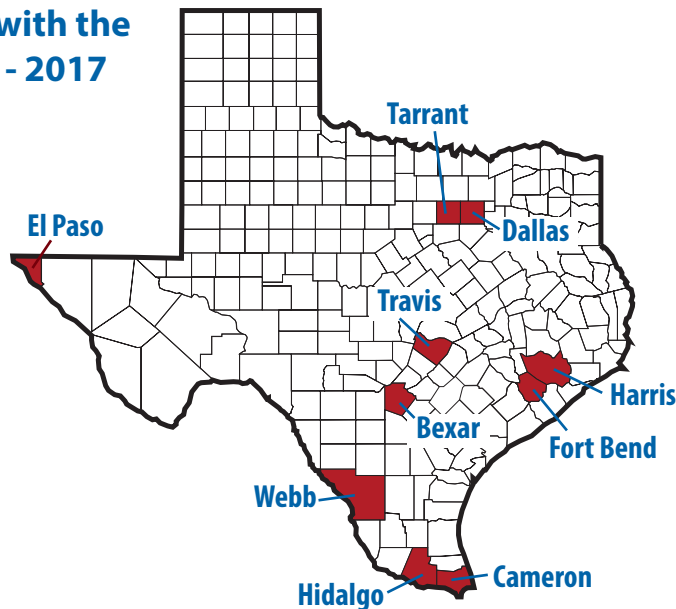 with the
- 2017
Tarrant
El Paso
Dallas
Travis
Harris
Bexar
Fort Bend
Webb
Cameron
Hidalgo